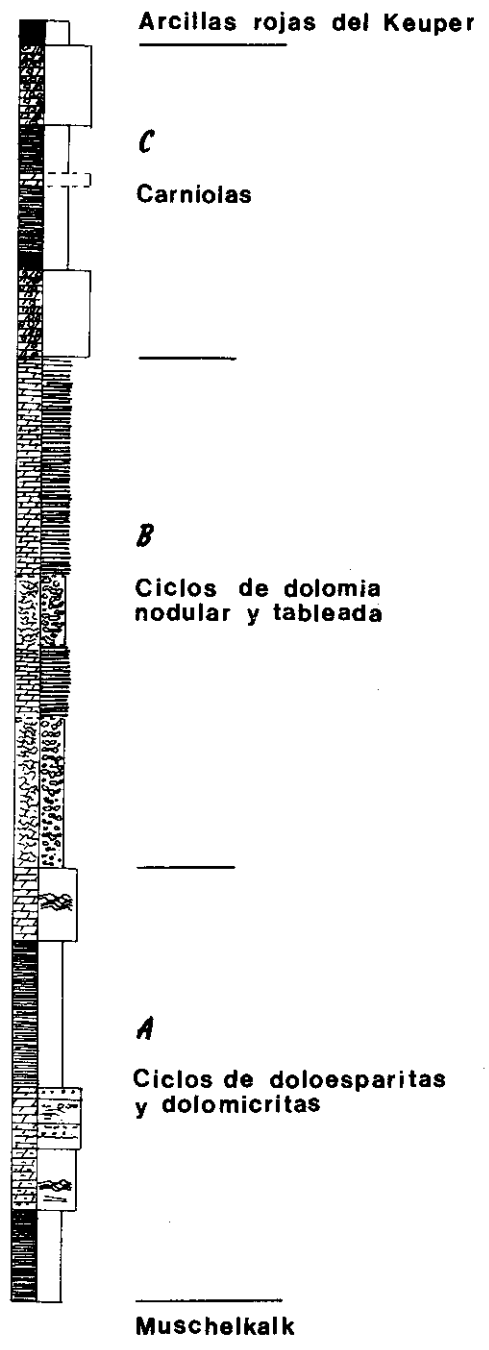 Arcillas rojas del Keuper
C
Carniolas
B
Ciclos de dolomia
nodular y tableada
A
Ciclos de doloesparitas
y dolomicritas
Muschelkalk